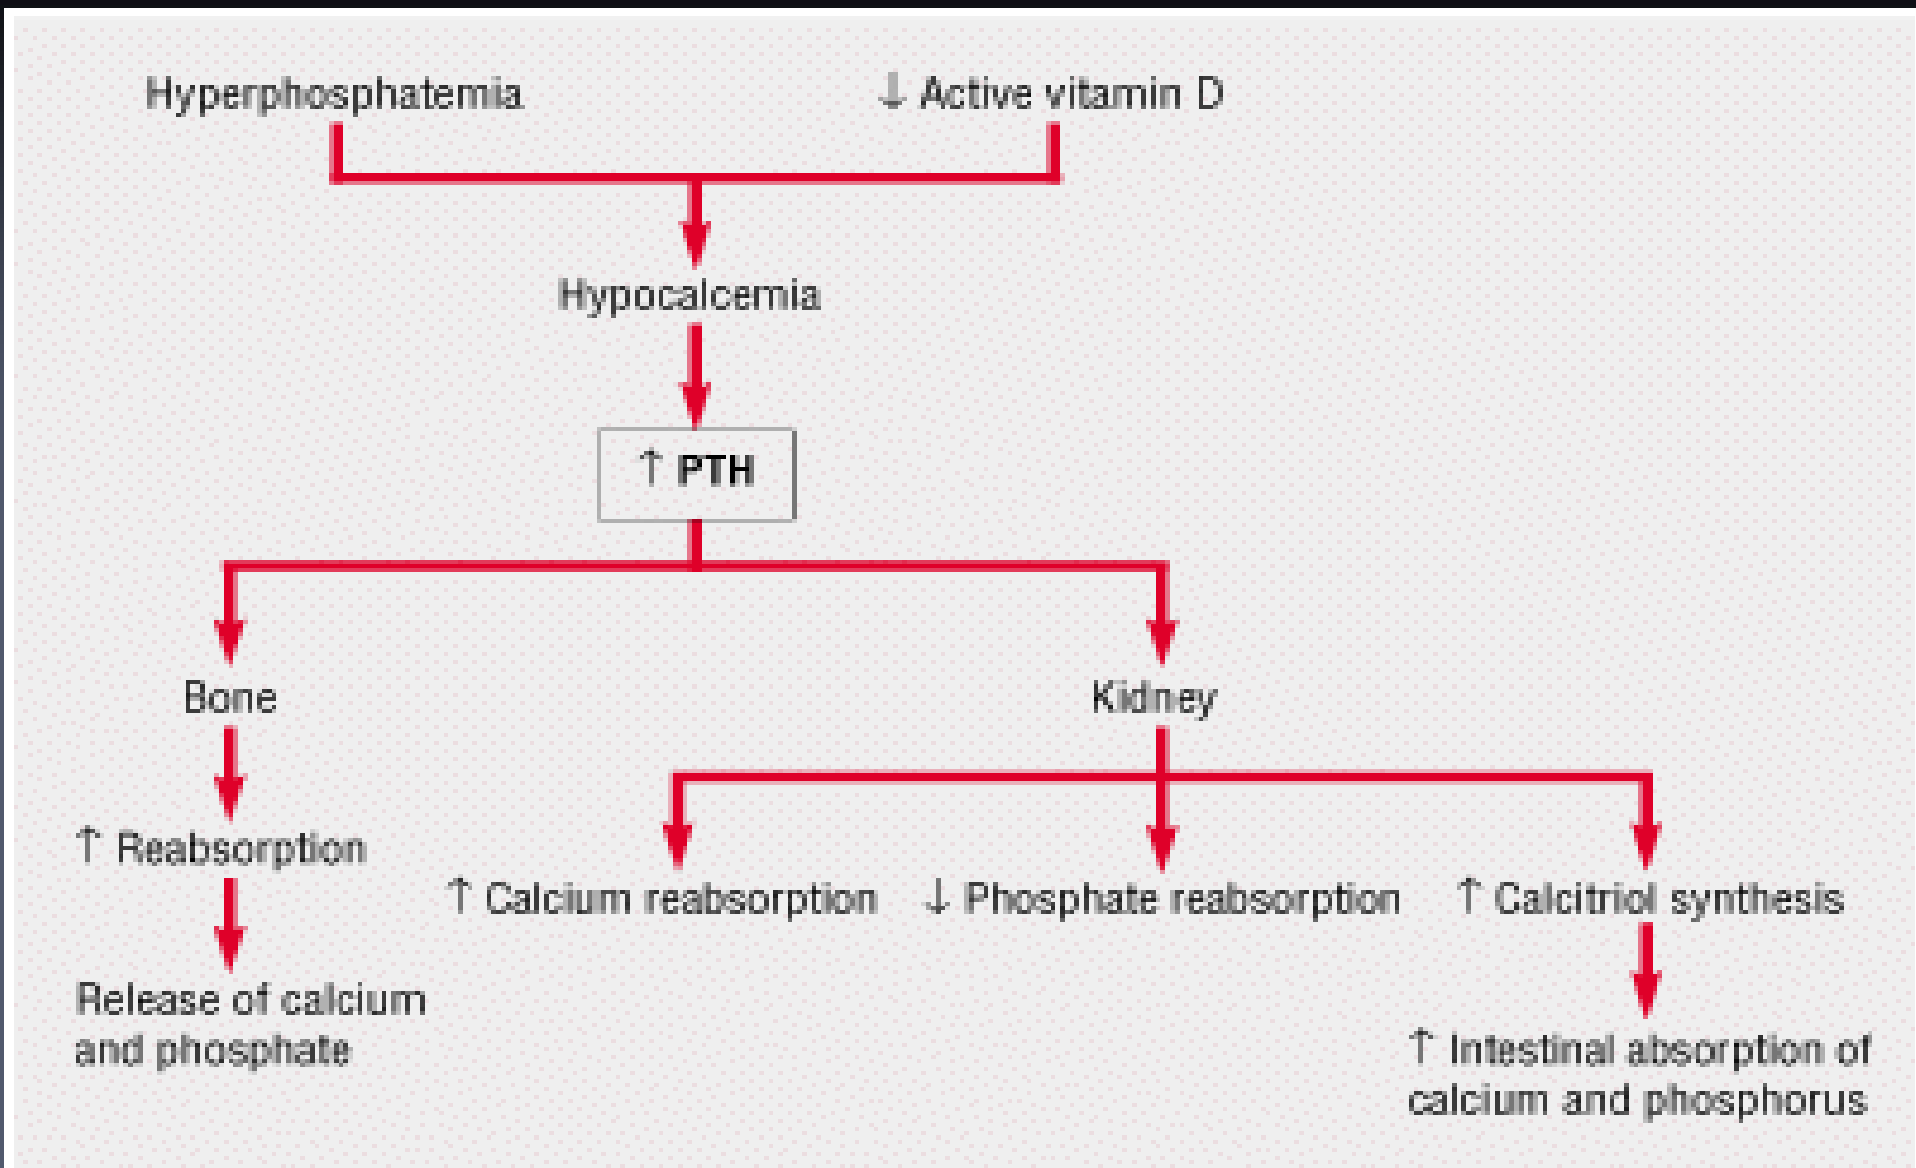 Hyperphosphatemia
↓ Active vitamin D
Hypocalcemia
↑ PTH
Bone
Kidney
↑ Reabsorption
↑ Calcium reabsorption
↓ Phosphate reabsorption
↑ Calcitriol synthesis
Release of calcium
and phosphate
↑ Intestinal absorption of
calcium and phosphorus